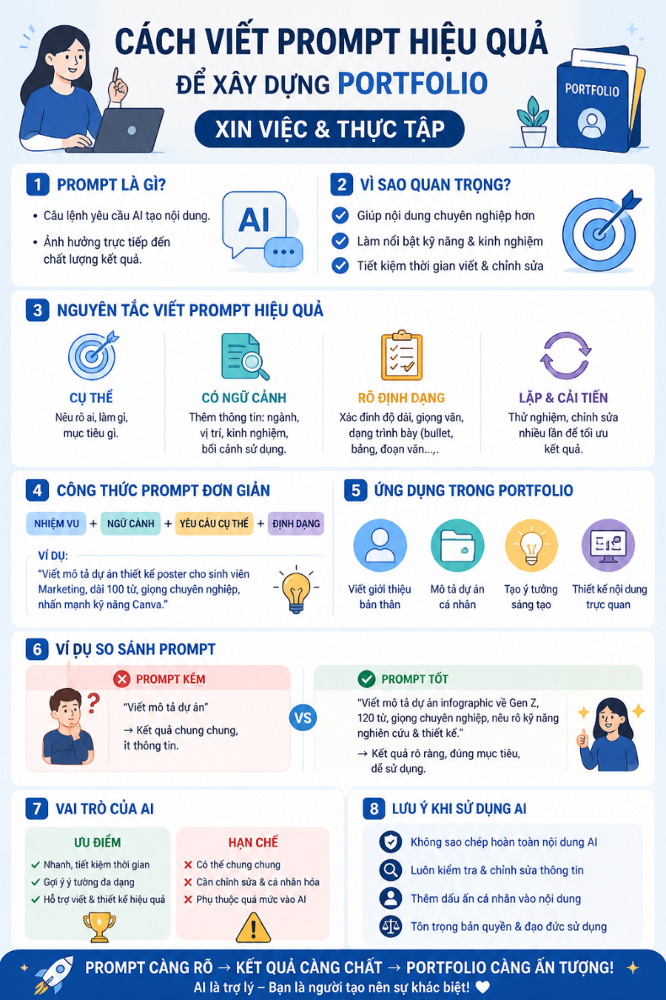 CÁCH VIẾT PROMPT HIỆU QUẢ
ĐỂ XÂY DỰNG PORTFOLIO
XIN VIỆC & THỰC TẬP
PORTFOLIO
1 PROMPT LÀ GÌ?
• Câu lệnh yêu cầu AI tạo nội dung.
• Ảnh hưởng trực tiếp đến
chất lượng kết quả.
AI
2 VÌ SAO QUAN TRỌNG?
Giúp nội dung chuyên nghiệp hơn
Làm nổi bật kỹ năng & kinh nghiệm
Tiết kiệm thời gian viết & chỉnh sửa
3 NGUYÊN TẮC VIẾT PROMPT HIỆU QUẢ
CỤ THỂ
Nêu rõ ai, làm gì,
mục tiêu gì.
CÓ NGỮ CẢNH
Thêm thông tin: ngành,
vị trí, kinh nghiệm,
bối cảnh sử dụng.
RÕ ĐỊNH DẠNG
Xác đinh độ dài, giọng văn,
dạng trình bày (bullet,
bảng, đoạn văn...,.
LẶP & CẢI TIẾN
Thử nghiệm, chỉnh sửa
nhiều lần để tối ưu
kết quả.
4 CÔNG THỨC PROMPT ĐƠN GIẢN
NHIỆM VU + NGỮ CẢNH + YÊU CẦU CỤ THỂ + ĐỊNH DẠNG
VÍ DỤ:
“Viết mô tả dự án thiết kế poster cho sinh viên
Marketing, dài 100 từ, giọng chuyên nghiệp,
nhấn mạnh kỹ năng Canva.”
5 ỨNG DỤNG TRONG PORTFOLIO
Viết giới thiệu
bản thân
Mô tả dự án
cá nhân
Tạo ý tưởng
sáng tạo
Thiết kế nội dung
trực quan
6 VÍ DỤ SO SÁNH PROMPT
PROMPT KÉM
?
“Viết mô tả dự án”
→ Kết quả chung chung,
ít thông tin.
VS
PROMPT TỐT
“Viết mô tả dự án infographic về Gen Z,
120 từ, giọng chuyên nghiệp, nêu rõ kỹ năng
nghiên cứu & thiết kế.”
→ Kết quả rõ ràng, đúng mục tiêu,
dễ sử dụng.
7 VAI TRÒ CỦA AI
ƯU ĐIỂM
Nhanh, tiết kiệm thời gian
Gợi ý ý tưởng đa dạng
Hỗ trợ viết & thiết kế hiệu quả
HẠN CHẾ
Có thể chung chung
Cần chỉnh sửa & cá nhân hóa
Phụ thuộc quá mức vào AI
8 LƯU Ý KHI SỬ DỤNG AI
Không sao chép hoàn toàn nội dung AI
Luôn kiểm tra & chỉnh sửa thông tin
Thêm dấu ấn cá nhân vào nội dung
Tôn trọng bản quyền & đạo đức sử dụng
PROMPT CÀNG RÕ → KẾT QUẢ CÀNG CHẤT → PORTFOLIO CÀNG ẤN TƯỢNG!
AI là trợ lý – Bạn là người tạo nên sự khác biệt!